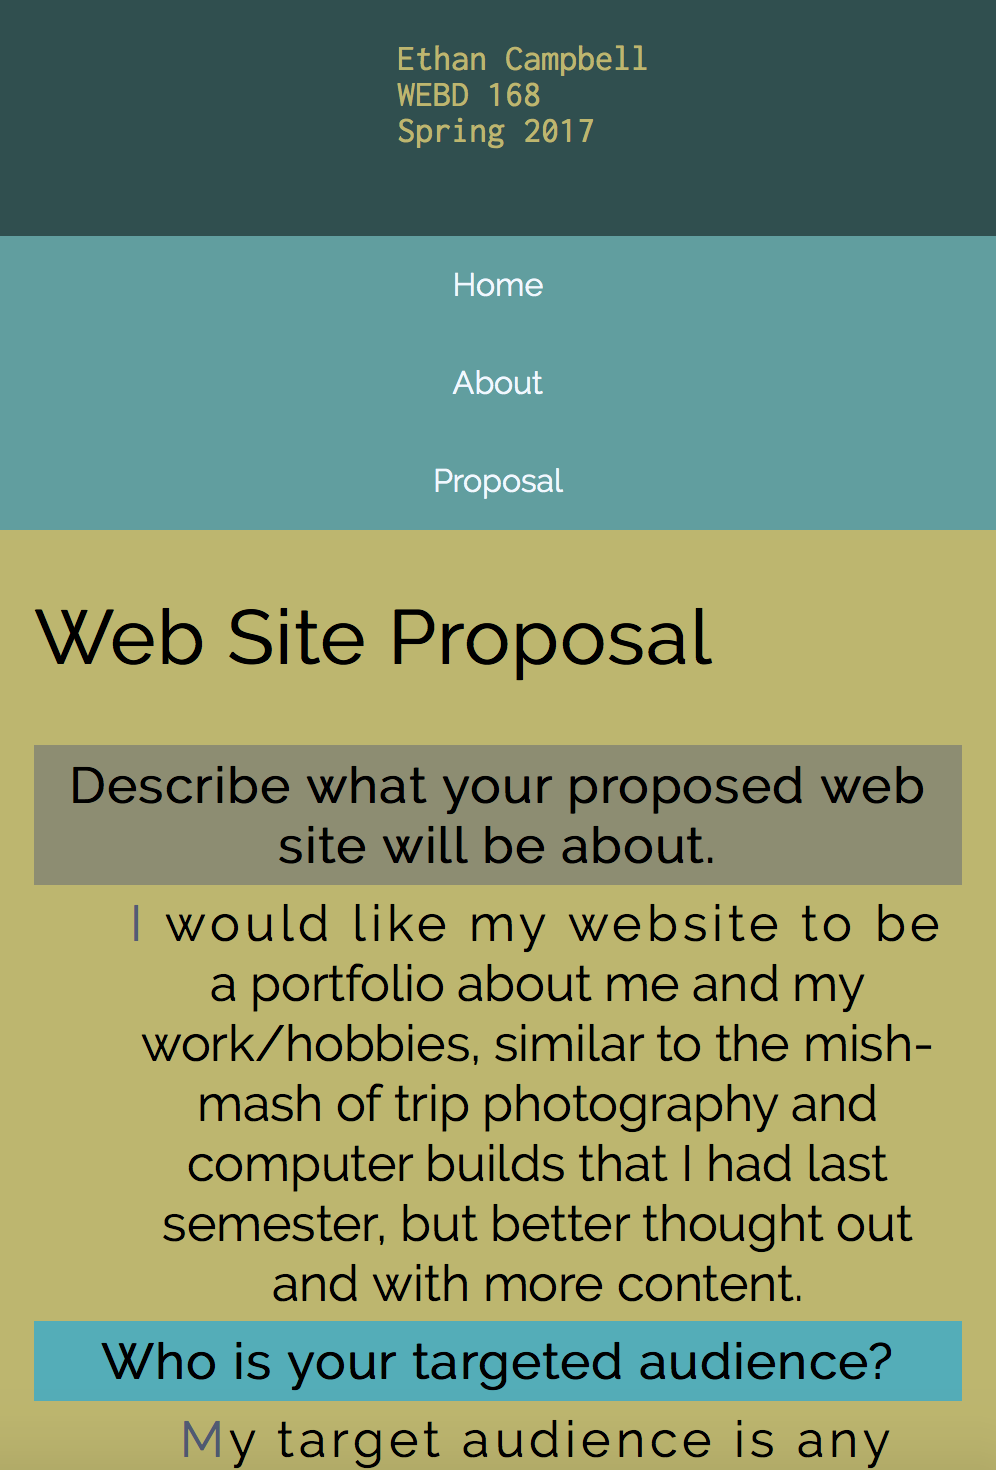 Ethan Campbell
WEBD 168
Spring 2017
Home
About
Proposal
Web Site Proposal
Describe what your proposed web
site will be about.
I would like my website to be
a portfolio about me and my
work/hobbies, similar to the mish-
mash of trip photography and
computer builds that I had last
semester, but better thought out
and with more content.
Who is your targeted audience?
My target audience is any